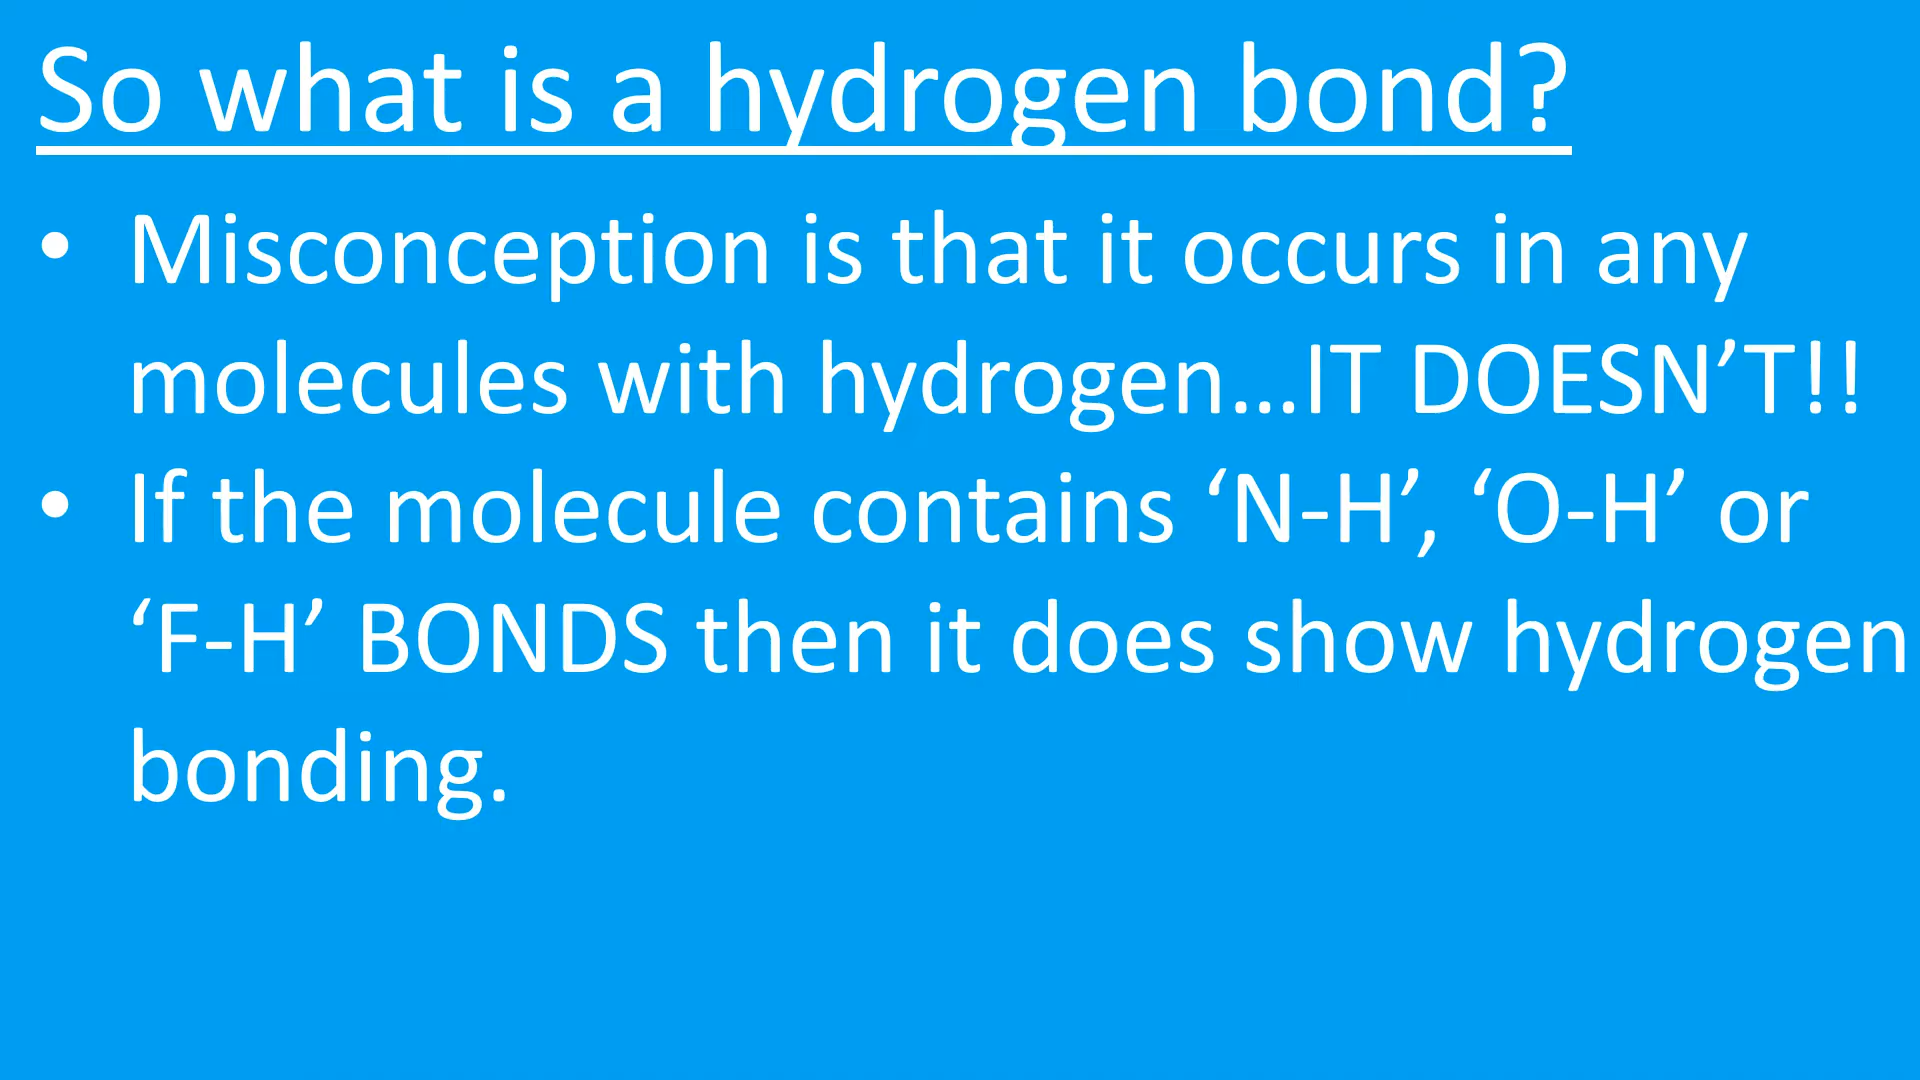 So what is a hydrogen bond?
• Misconception is that it occurs in any
molecules with hydrogen…IT DOESN’T!!
• If the molecule contains ‘N-H’, ‘O-H’ or
‘F-H’ BONDS then it does show hydrogen
bonding.